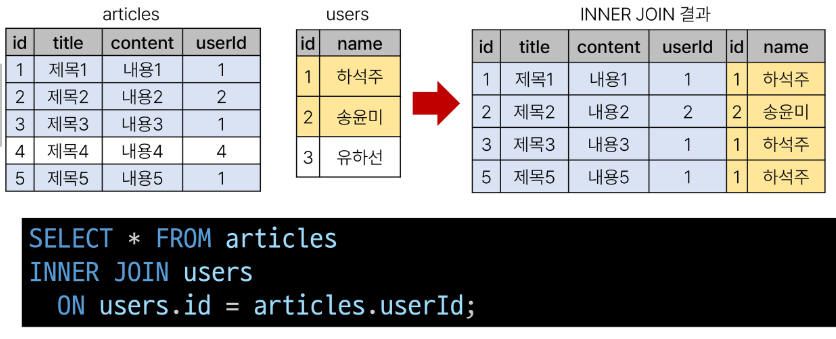 articles
id title content userId
1 제목1 내용1 1
2 제목2 내용2 2
3 제목3 내용3 1
4 제목4 내용4 4
5 제목5 내용5 1
users
id name
1 하석주
2 송윤미
3 유하선
INNER JOIN 결과
id title content userId id name
1 제목1 내용1 1 1 하석주
2 제목2 내용2 2 2 송윤미
3 제목3 내용3 1 1 하석주
5 제목5 내용5 1 1 하석주
SELECT * FROM articles
INNER JOIN users
ON users.id = articles.userId;